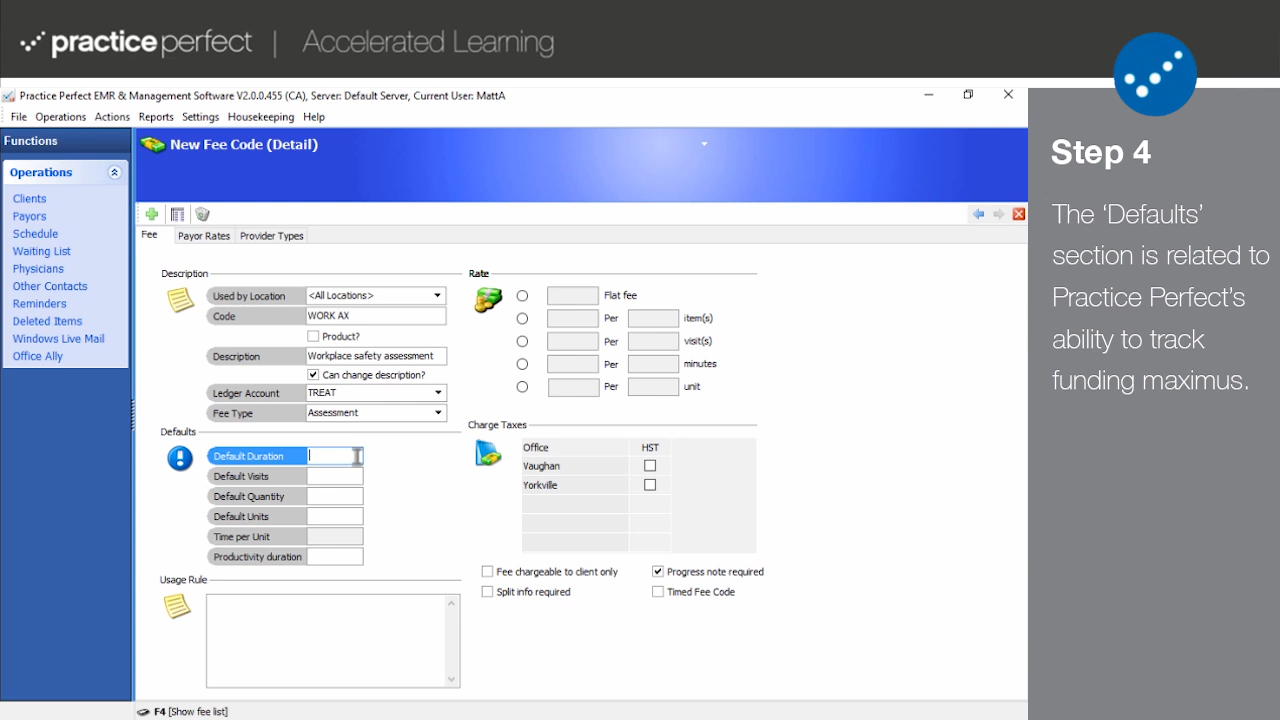 practiceperfect | Accelerated Learning
Practice Perfect EMR & Management Software V2.0.0.455 (CA), Server: Default Server, Current User: MattA
File Operations Actions Reports Settings Housekeeping Help
Functions
Operations
Clients
Payors
Schedule
Waiting List
Physicians
Other Contacts
Reminders
Deleted Items
Windows Live Mail
Office Ally
New Fee Code (Detail)
Fee Payor Rates Provider Types
Description
Used by Location <All Locations>
Code WORK AX
Product?
Description Workplace safety assessment
Can change description?
Ledger Account TREAT
Fee Type Assessment
Defaults
Default Duration
Default Visits
Default Quantity
Default Units
Time per Unit
Productivity duration
Usage Rule
Rate
Flat fee
Per item(s)
Per visit(s)
Per minutes
Per unit
Charge Taxes
Office HST
Vaughan
Yorkville
Fee chargeable to client only Progress note required
Split info required Timed Fee Code
F4 [Show fee list]
Step 4
The ‘Defaults’
section is related to
Practice Perfect’s
ability to track
funding maximus.